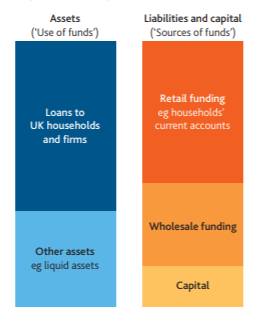 Assets
(‘Use of funds’)
Liabilities and capital
(‘Sources of funds’)
Loans to
UK households
and firms
Other assets
eg liquid assets
Retail funding
eg households’
current accounts
Wholesale funding
Capital